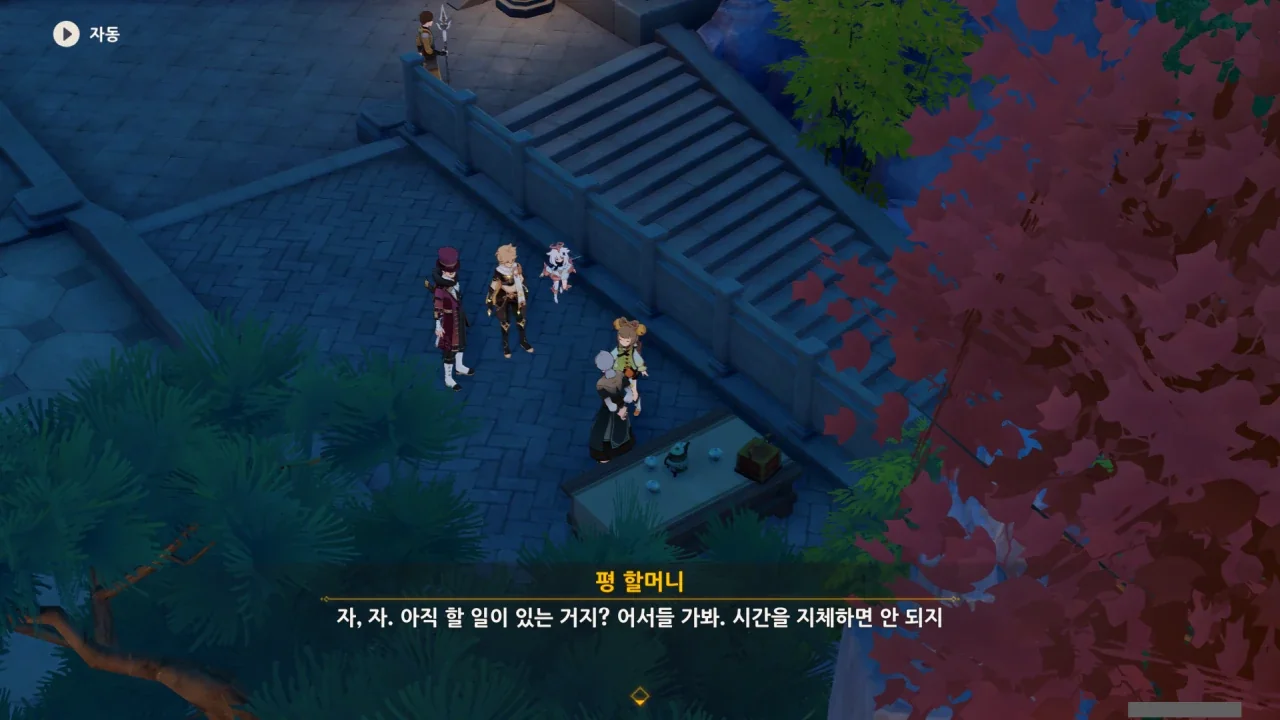 자동
평 할머니
자, 자. 아직 할 일이 있는 거지? 어서들 가봐. 시간을 지체하면 안 되지